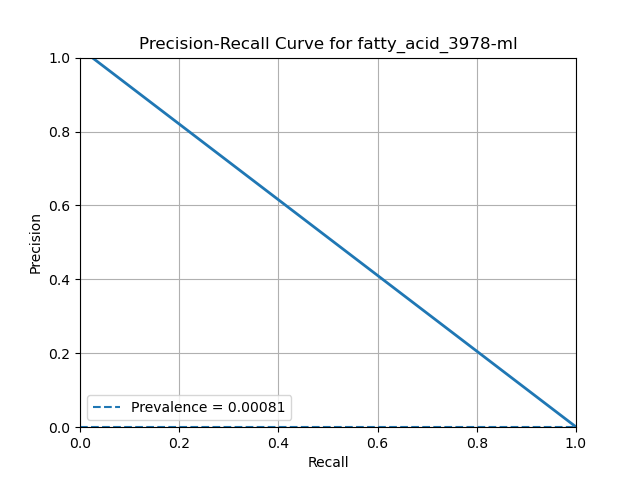 Precision-Recall Curve for fatty_acid_3978-ml
1.0
0.8
0.6
0.4
0.2
0.0
Precision
Prevalence = 0.00081
0.0 0.2 0.4 0.6 0.8 1.0
Recall